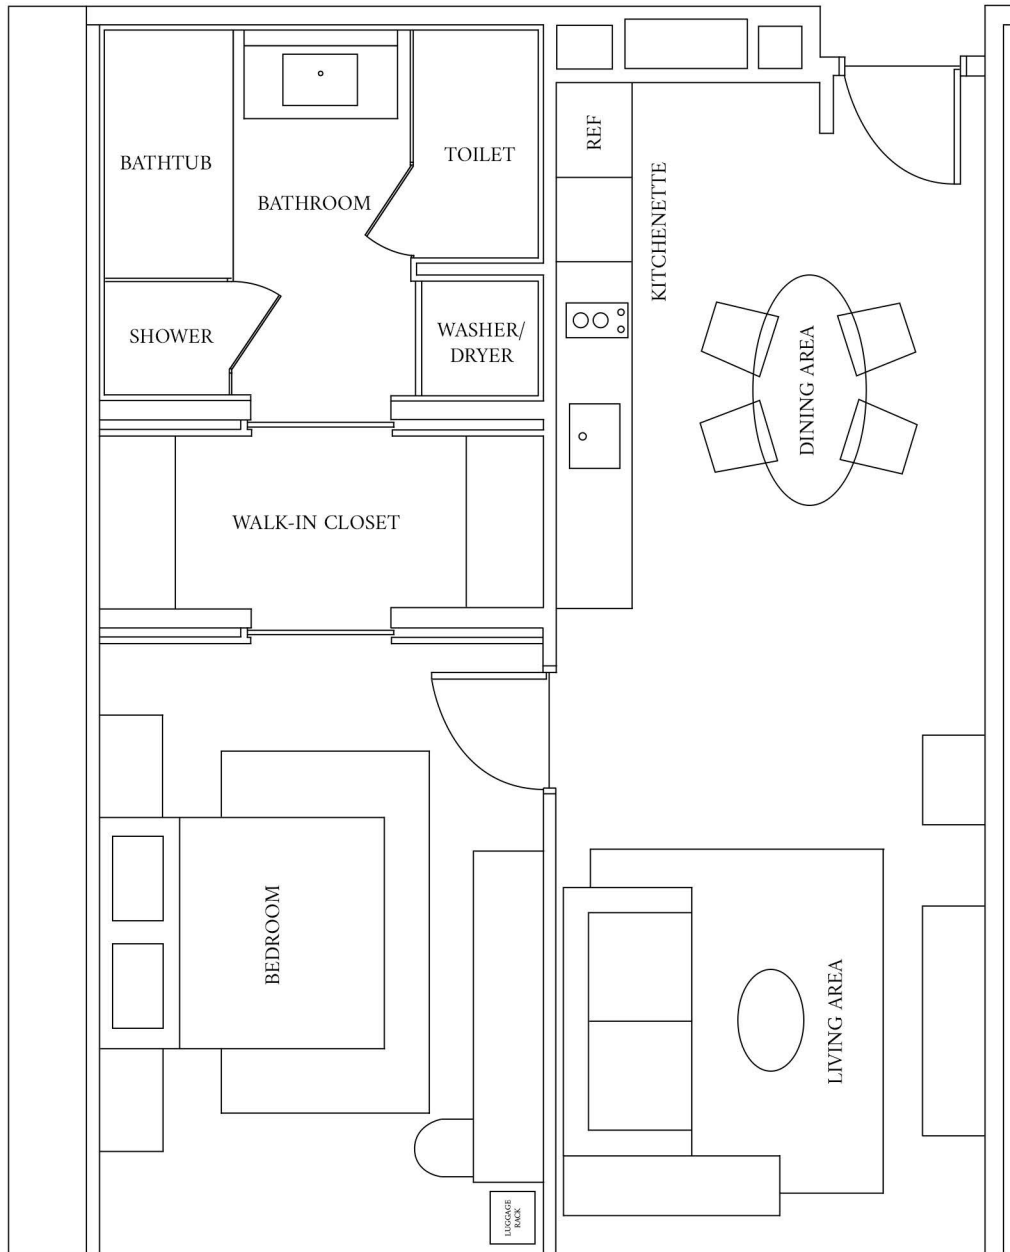 BATHTUB
TOILET
BATHROOM
REF
KITCHENETTE
SHOWER
WASHER/
DRYER
DINING AREA
WALK-IN CLOSET
BEDROOM
LIVING AREA
LUGGAGE
RACK